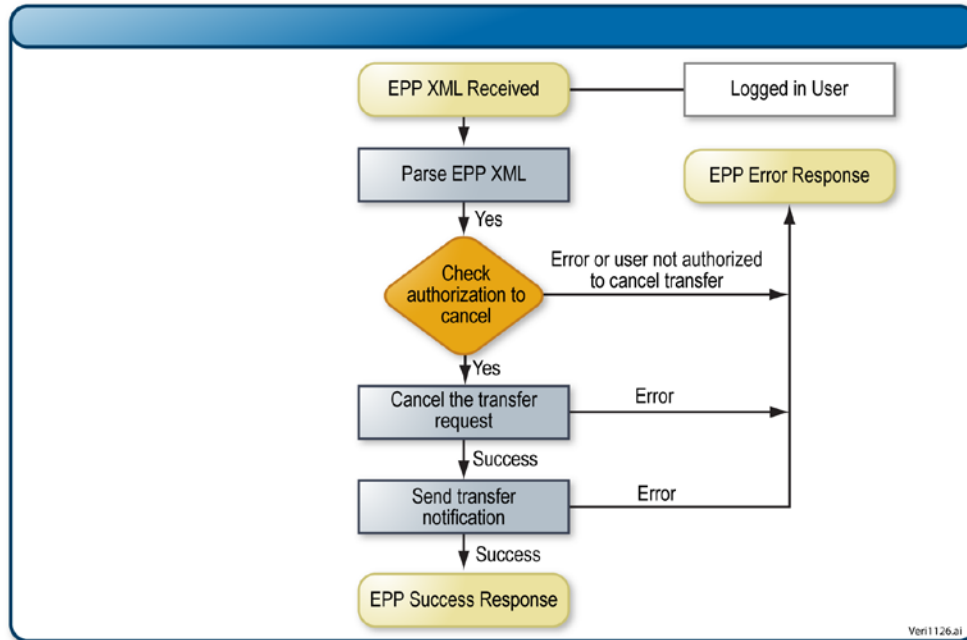 EPP XML Received
Logged in User
Parse EPP XML
EPP Error Response
Yes
Error or user not authorized
to cancel transfer
Check
authorization to
cancel
Yes
Cancel the transfer
request
Error
Success
Send transfer
notification
Error
Success
EPP Success Response
Veri1126.ai